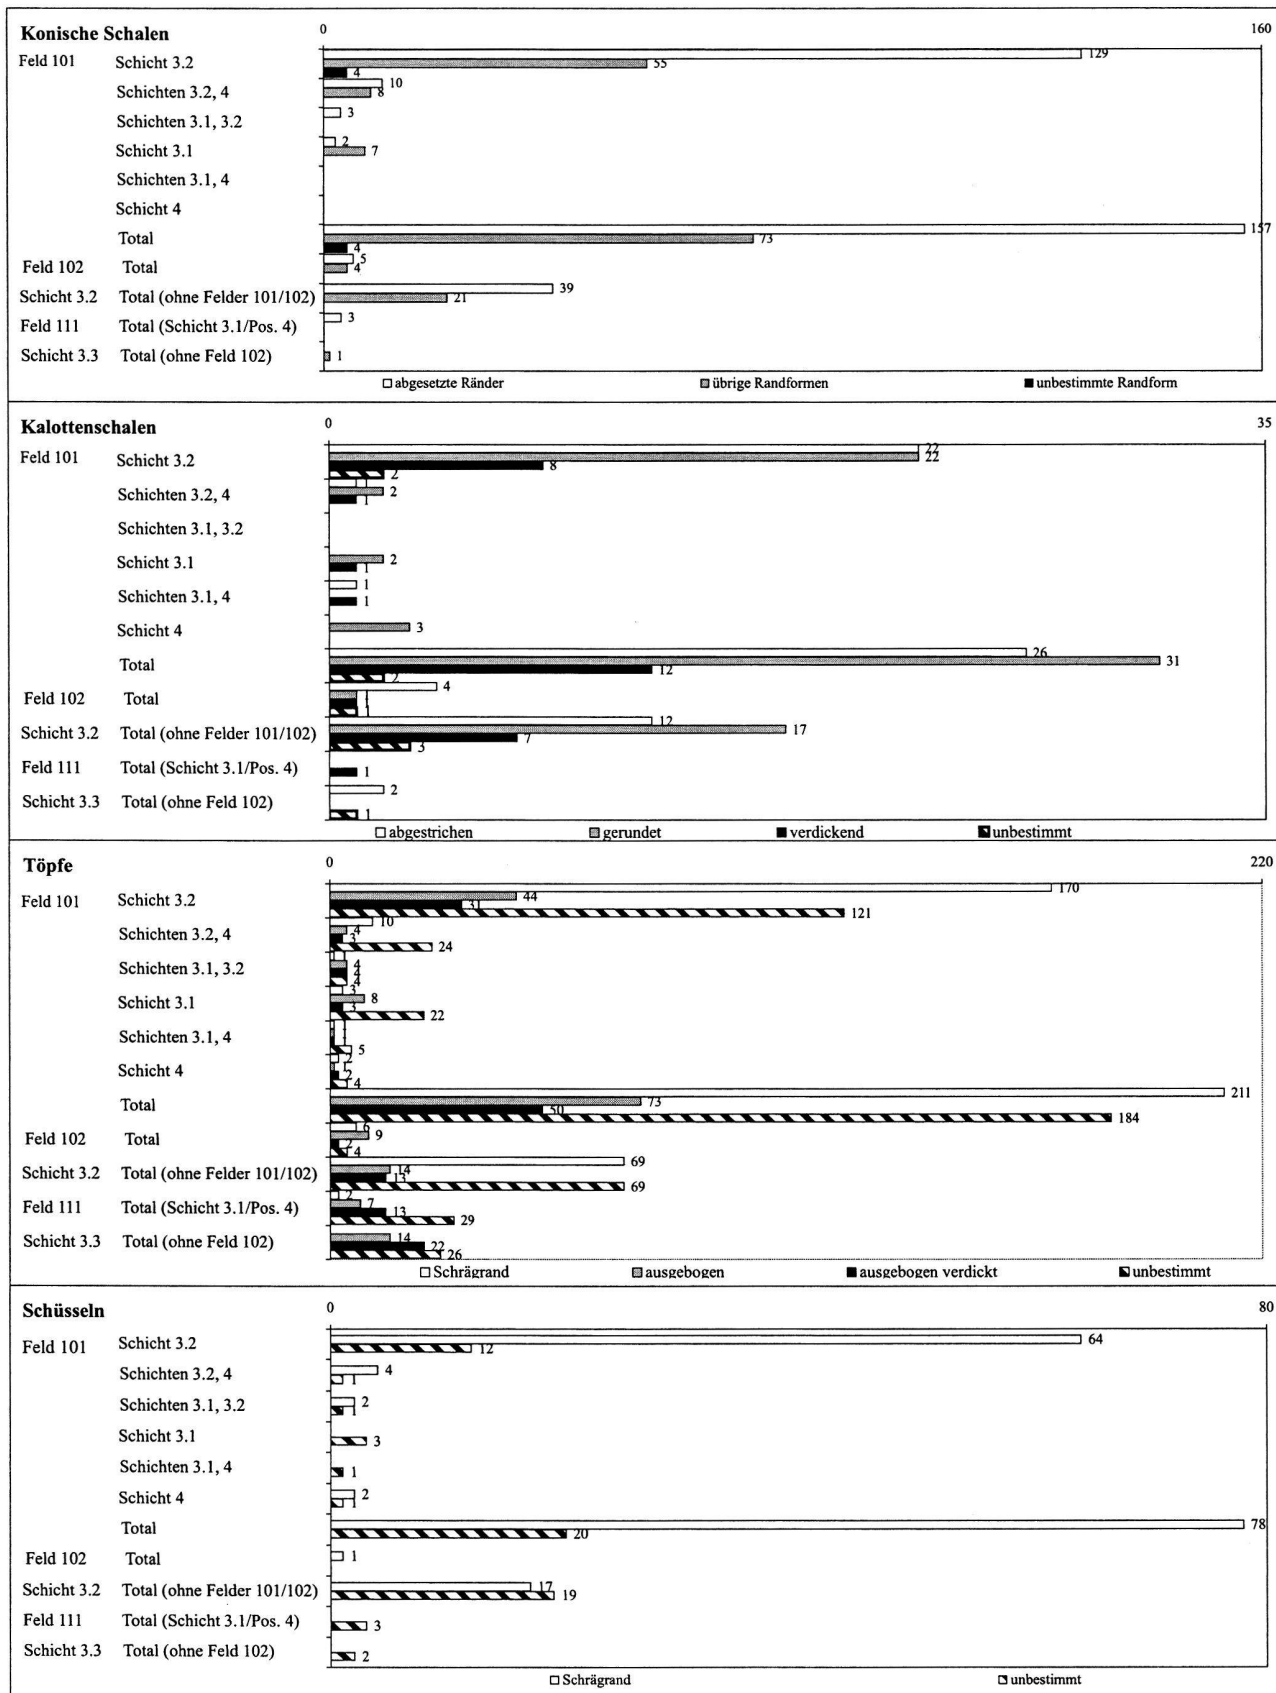 Konische Schalen 0 160
Feld 101 Schicht 3.2 129
55
4
Schichten 3.2, 4 10
8
Schichten 3.1, 3.2 3
Schicht 3.1 2
7
Schichten 3.1, 4
Schicht 4
Total 157
73
4
Feld 102 Total 5
4
Schicht 3.2 Total (ohne Felder 101/102) 39
21
Feld 111 Total (Schicht 3.1/Pos. 4) 3
Schicht 3.3 Total (ohne Feld 102) 1
abgesetzte Ränder übrige Randformen unbestimmte Randform
Kalottenschalen 0 35
Feld 101 Schicht 3.2 22
22
8
2
Schichten 3.2, 4 1
2
1
Schichten 3.1, 3.2
Schicht 3.1 2
1
Schichten 3.1, 4 1
1
Schicht 4 3
Total 26
31
12
2
Feld 102 Total 4
1
1
1
Schicht 3.2 Total (ohne Felder 101/102) 12
17
7
3
Feld 111 Total (Schicht 3.1/Pos. 4) 1
Schicht 3.3 Total (ohne Feld 102) 2
1
abgestrichen gerundet verdickend unbestimmt
Töpfe 0 220
Feld 101 Schicht 3.2 170
44
31
121
Schichten 3.2, 4 10
4
3
24
Schichten 3.1, 3.2 1
4
4
4
Schicht 3.1 3
8
3
22
Schichten 3.1, 4 1
1
1
5
Schicht 4 2
1
2
4
Total 211
73
50
184
Feld 102 Total 6
9
2
4
Schicht 3.2 Total (ohne Felder 101/102) 69
14
13
69
Feld 111 Total (Schicht 3.1/Pos. 4) 2
7
13
29
Schicht 3.3 Total (ohne Feld 102) 14
22
26
Schrägrand ausgebogen ausgebogen verdickt unbestimmt
Schüsseln 0 80
Feld 101 Schicht 3.2 64
12
Schichten 3.2, 4 4
1
Schichten 3.1, 3.2 2
1
Schicht 3.1 3
Schichten 3.1, 4 1
Schicht 4 2
1
Total 78
20
Feld 102 Total 1
Schicht 3.2 Total (ohne Felder 101/102) 17
19
Feld 111 Total (Schicht 3.1/Pos. 4) 3
Schicht 3.3 Total (ohne Feld 102) 2
Schrägrand unbestimmt